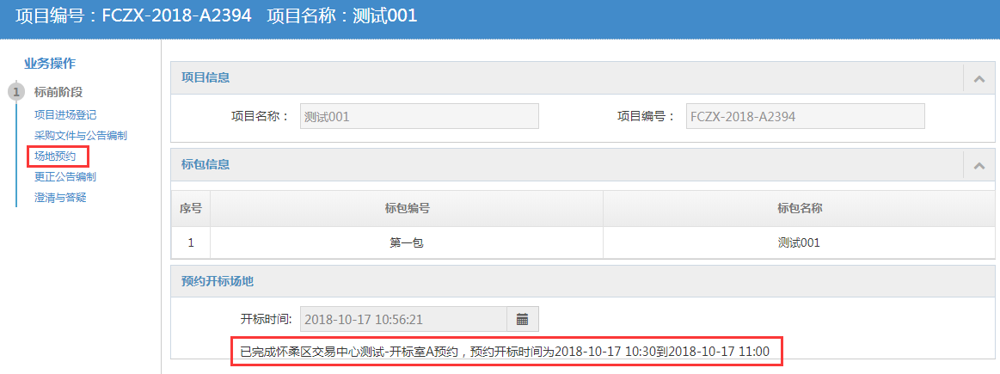 项目编号：FCZX-2018-A2394 项目名称：测试001
业务操作
1 标前阶段
项目进场登记
采购文件与公告编制
场地预约
更正公告编制
澄清与答疑
项目信息
项目名称： 测试001 项目编号： FCZX-2018-A2394
标包信息
序号 标包编号 标包名称
1 第一包 测试001
预约开标场地
开标时间: 2018-10-17 10:56:21
已完成怀柔区交易中心测试-开标室A预约，预约开标时间为2018-10-17 10:30到2018-10-17 11:00